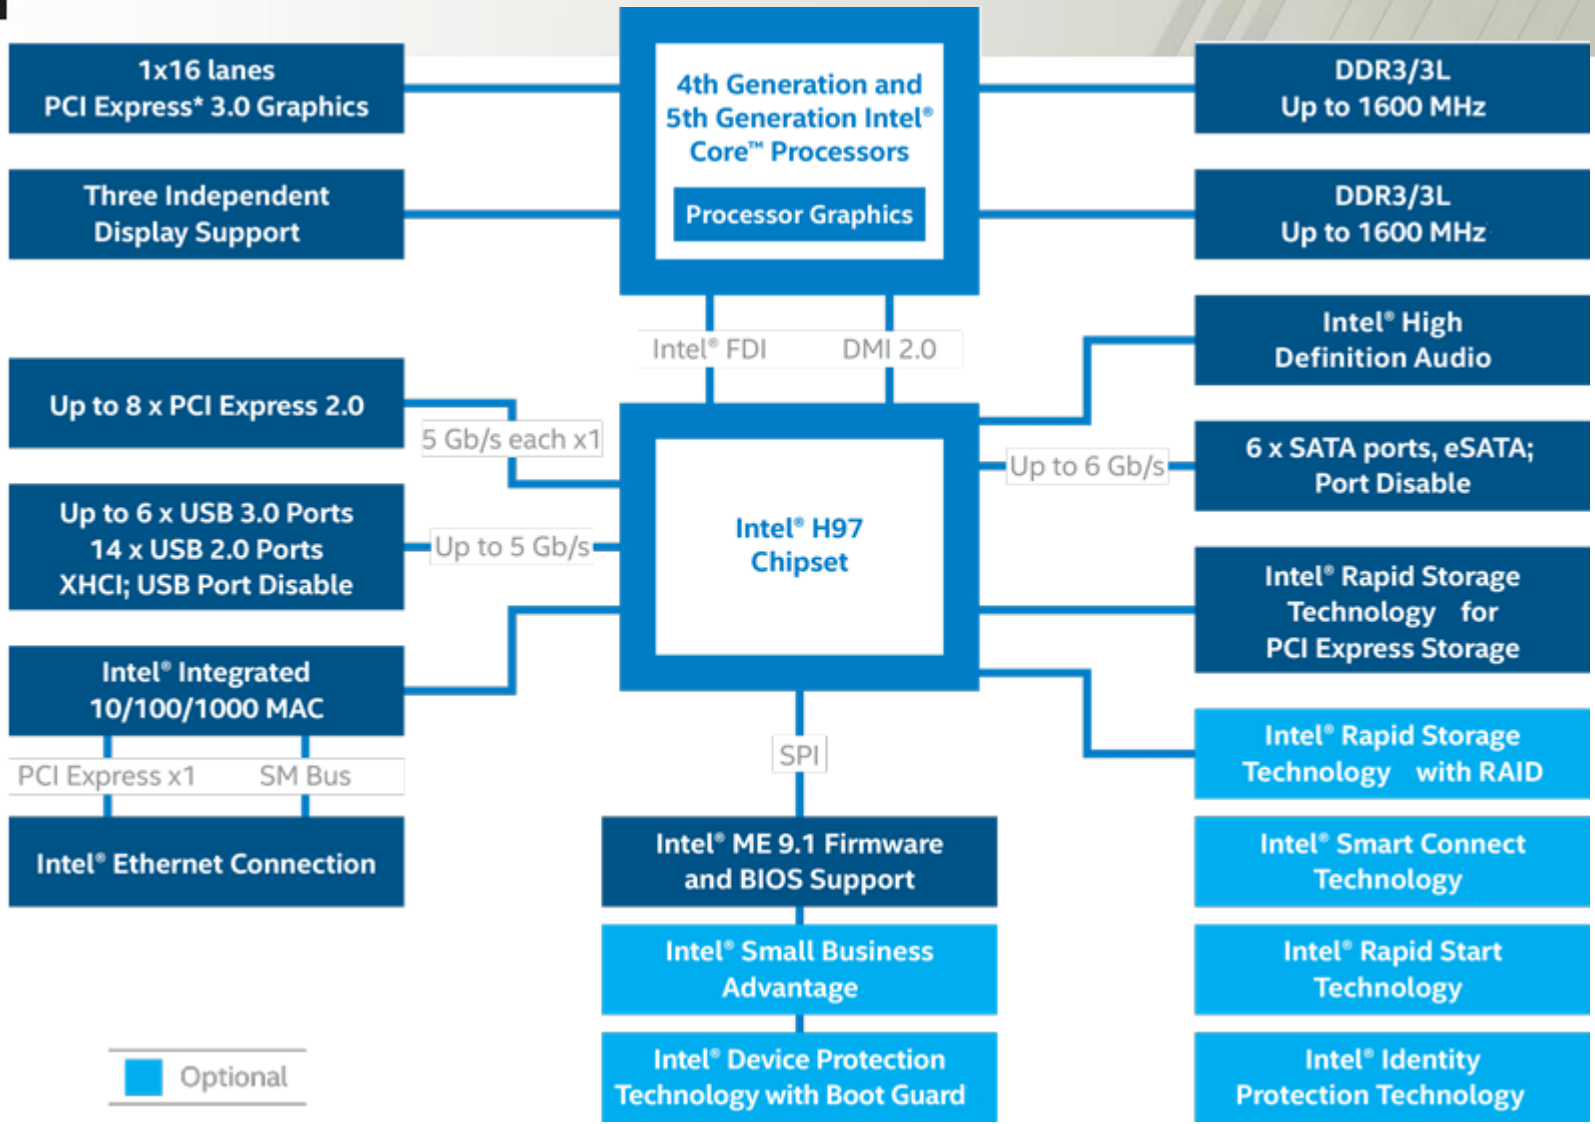 1x16 lanes
PCI Express* 3.0 Graphics
4th Generation and
5th Generation Intel®
Core™ Processors
Processor Graphics
DDR3/3L
Up to 1600 MHz
Three Independent
Display Support
DDR3/3L
Up to 1600 MHz
Intel® FDI
DMI 2.0
Intel® High
Definition Audio
Up to 8 x PCI Express 2.0
5 Gb/s each x1
Up to 6 Gb/s
6 x SATA ports, eSATA;
Port Disable
Up to 6 x USB 3.0 Ports
14 x USB 2.0 Ports
XHCI; USB Port Disable
Up to 5 Gb/s
Intel® H97
Chipset
Intel® Rapid Storage
Technology for
PCI Express Storage
Intel® Integrated
10/100/1000 MAC
PCI Express x1
SM Bus
SPI
Intel® Rapid Storage
Technology with RAID
Intel® Ethernet Connection
Intel® ME 9.1 Firmware
and BIOS Support
Intel® Smart Connect
Technology
Intel® Small Business
Advantage
Intel® Rapid Start
Technology
Optional
Intel® Device Protection
Technology with Boot Guard
Intel® Identity
Protection Technology